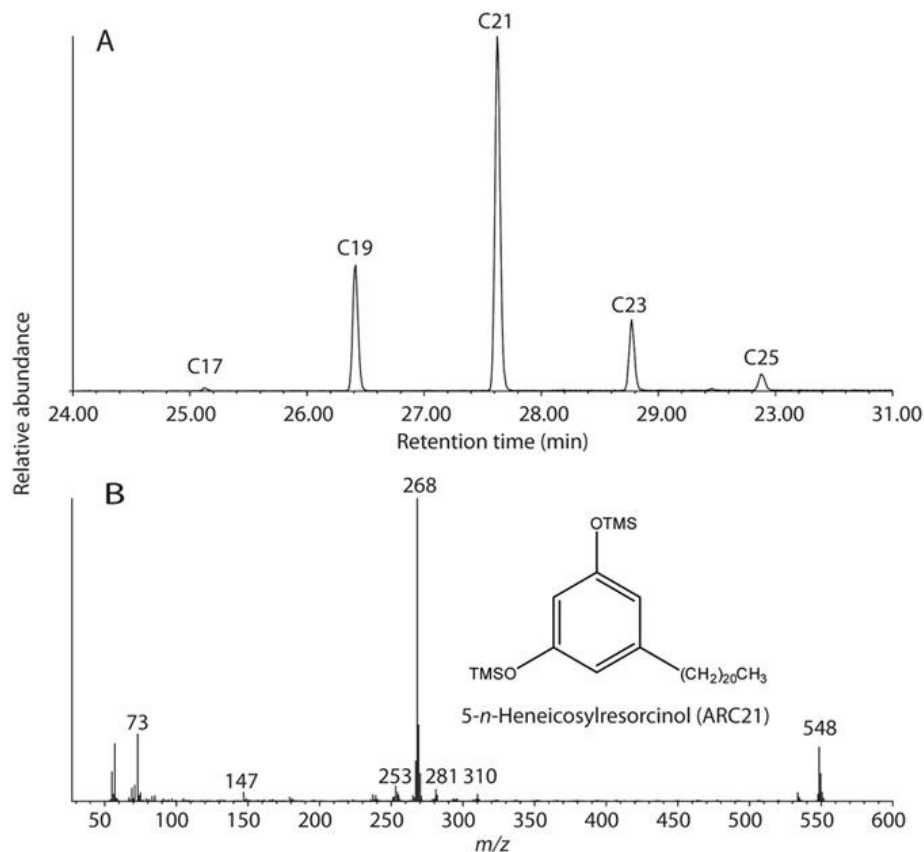 A
C21
C19
C23
C17
C25
24.00 25.00 26.00 27.00 28.00 29.00 23.00 31.00
Retention time (min)
Relative abundance
B
268
OTMS
TMSO
(CH2)20CH3
5-n-Heneicosylresorcinol (ARC21)
548
73
147
253 281 310
50 100 150 200 250 300 350 400 450 500 550 600
m/z